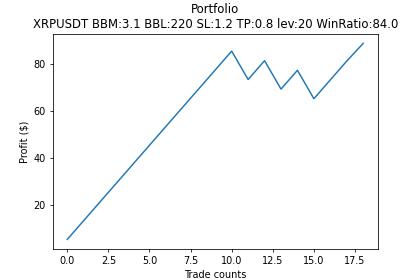 Portfolio
XRPUSDT BBM:3.1 BBL:220 SL:1.2 TP:0.8 lev:20 WinRatio:84.0
Profit ($)
80
60
40
20
0.0 2.5 5.0 7.5 10.0 12.5 15.0 17.5
Trade counts